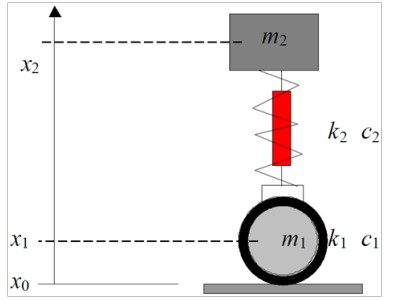 m₂
x₂
k₂ c₂
x₁ m₁ k₁ c₁
x₀